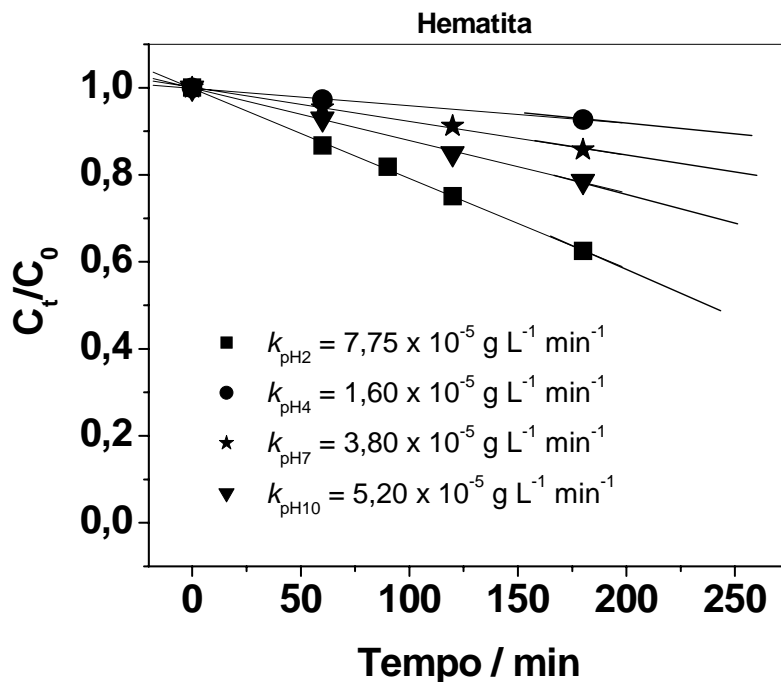 Hematita
C_t/C_0
1,0
0,8
0,6
0,4
0,2
0,0
k_pH2 = 7,75 x 10^-5 g L^-1 min^-1
k_pH4 = 1,60 x 10^-5 g L^-1 min^-1
k_pH7 = 3,80 x 10^-5 g L^-1 min^-1
k_pH10 = 5,20 x 10^-5 g L^-1 min^-1
0 50 100 150 200 250
Tempo / min